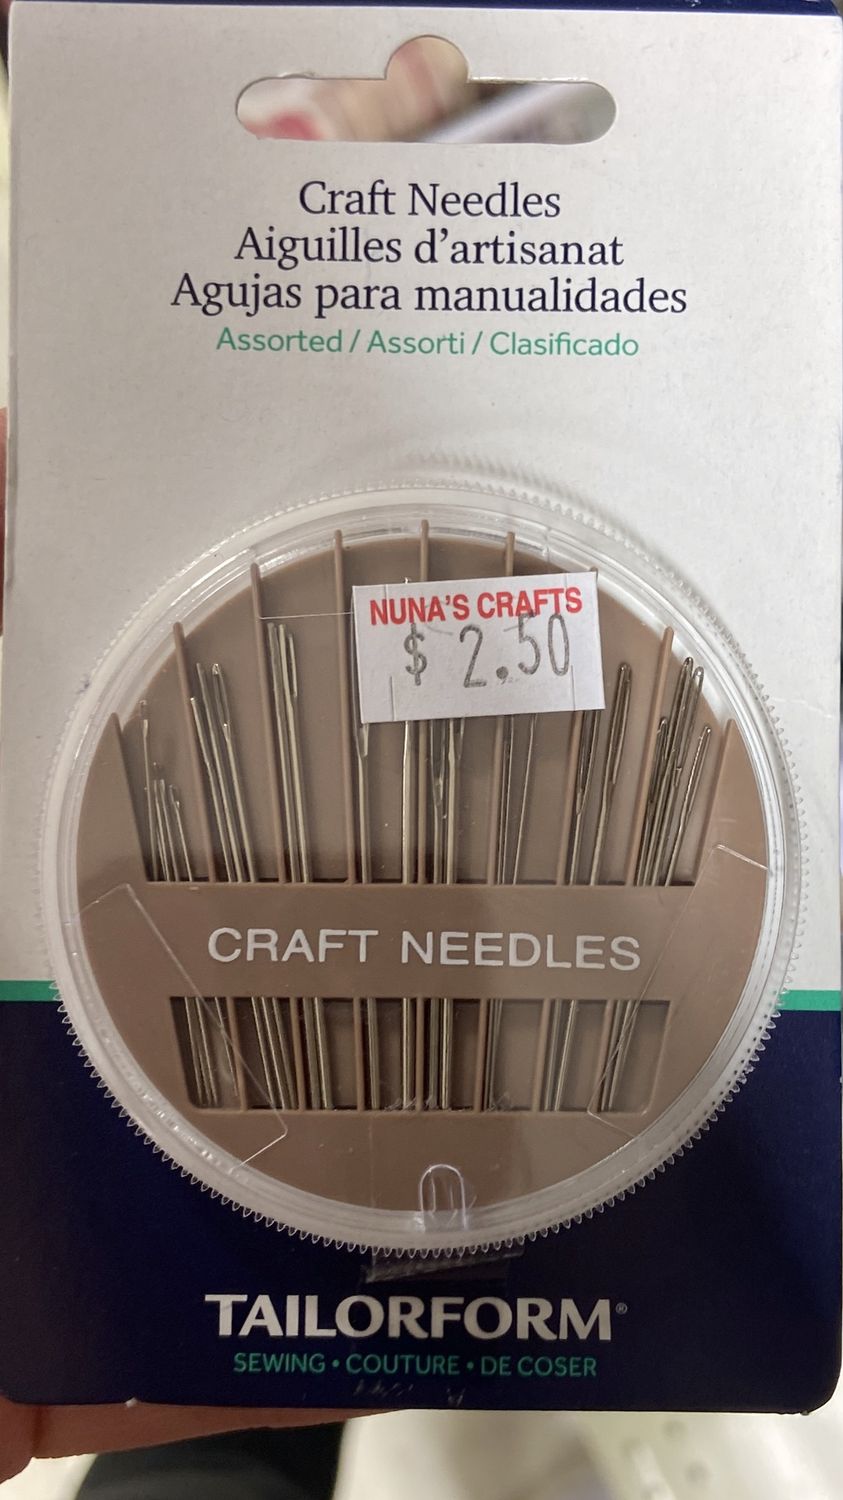 Craft Needles
Aiguilles d'artisanat
Agujas para manualidades
Assorted / Assorti / Clasificado
NUNA'S CRAFTS
$ 2.50
CRAFT NEEDLES
TAILORFORM®
SEWING • COUTURE • DE COSER